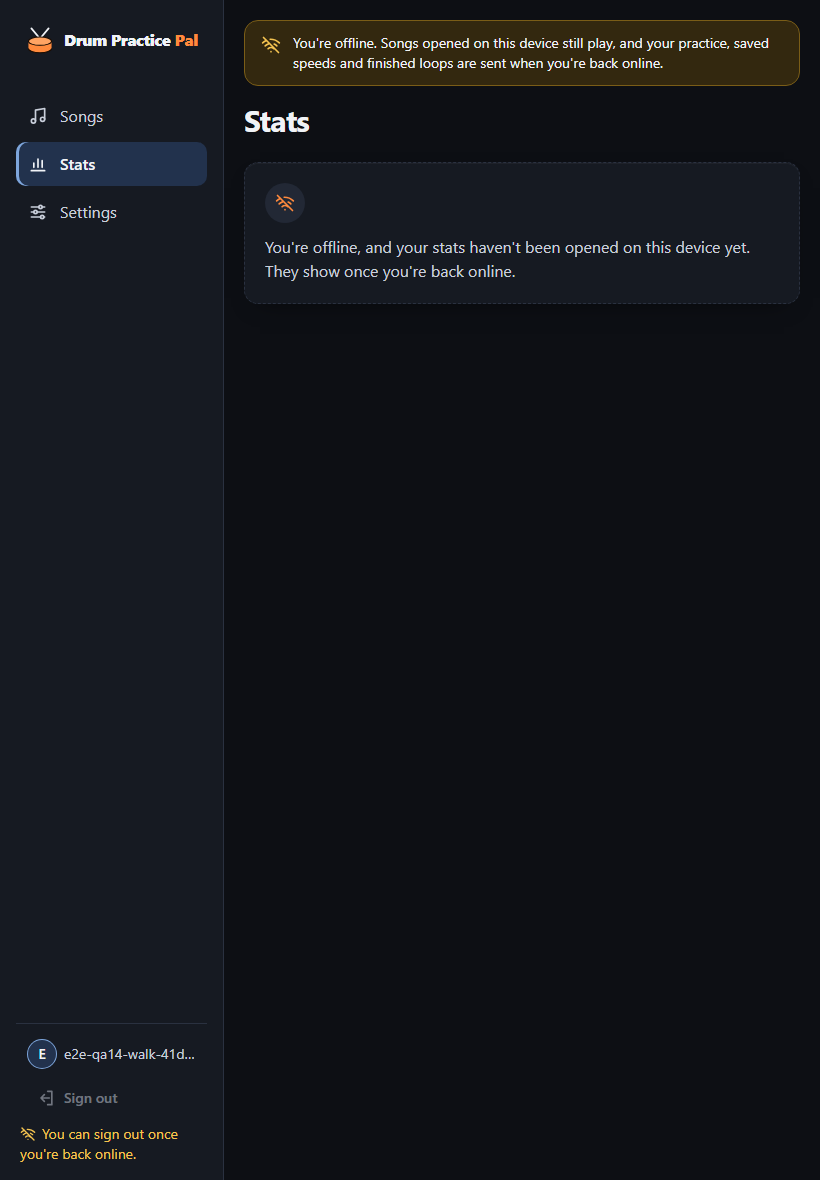 Drum Practice Pal
Songs
Stats
Settings
You're offline. Songs opened on this device still play, and your practice, saved
speeds and finished loops are sent when you're back online.
Stats
You're offline, and your stats haven't been opened on this device yet.
They show once you're back online.
E
e2e-qa14-walk-41d...
Sign out
You can sign out once
you're back online.